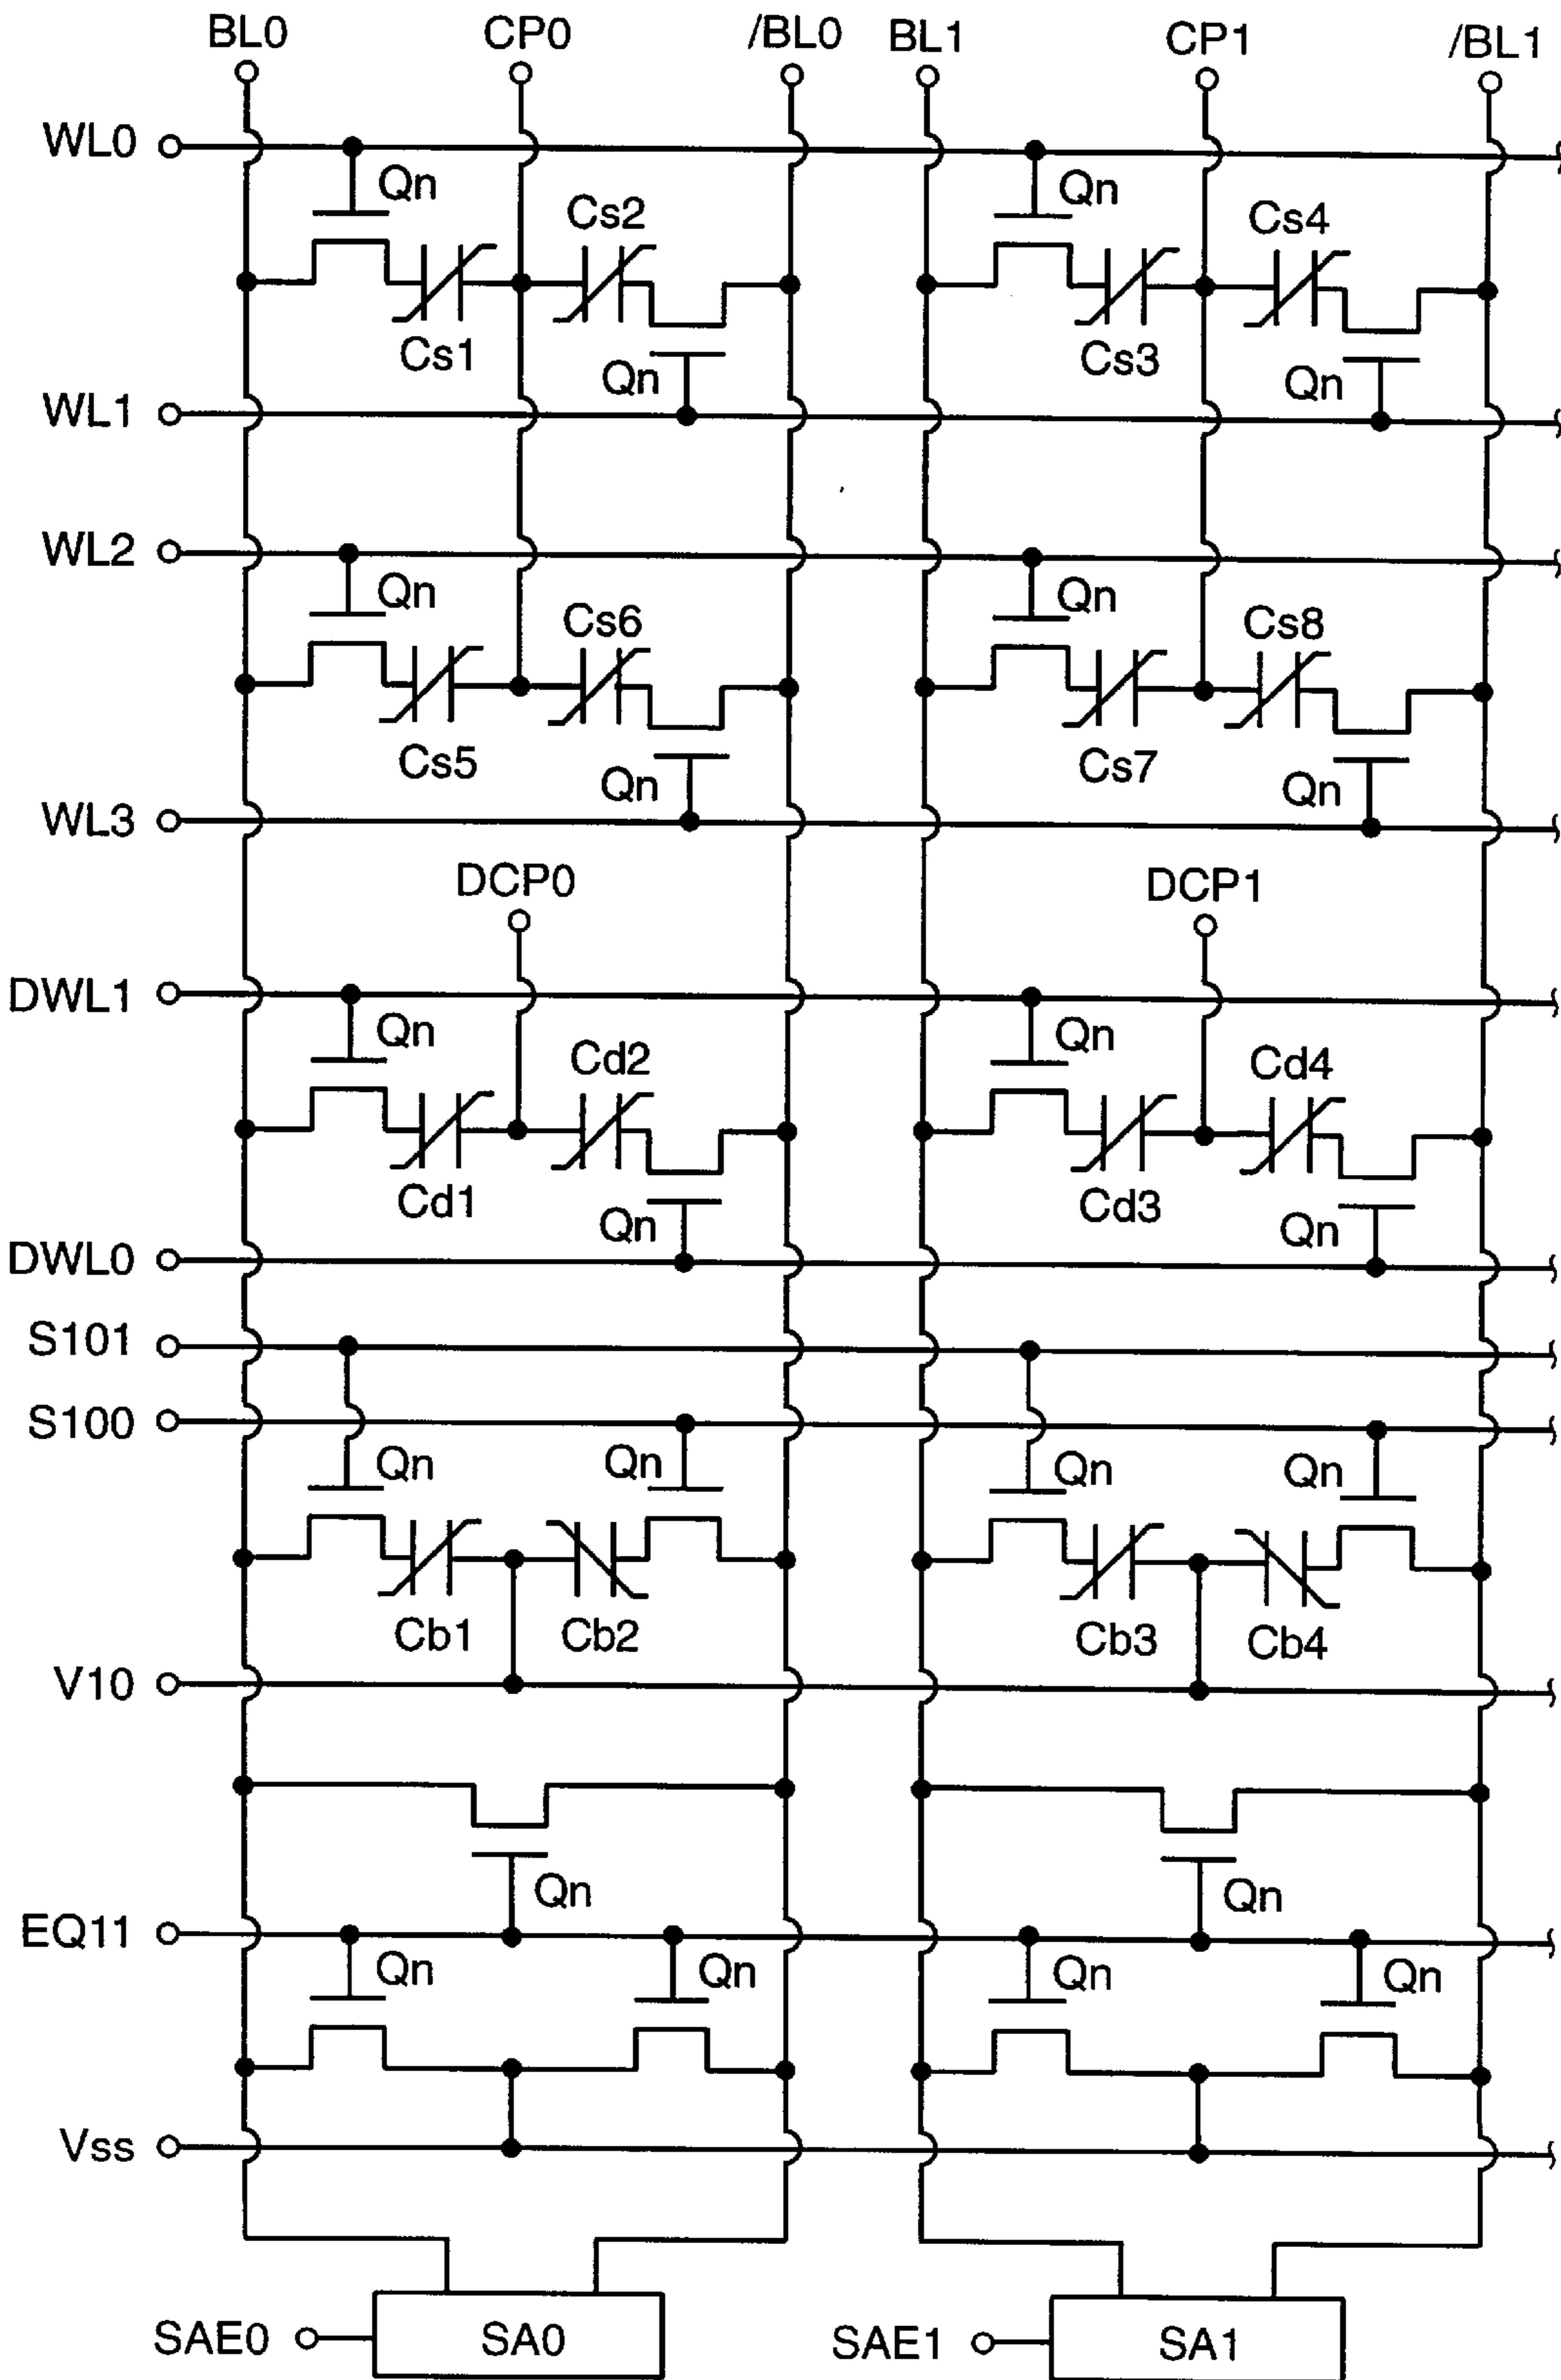 BL0 CP0 /BL0 BL1 CP1 /BL1
WL0
Qn Cs2 Qn Cs4
Cs1 Qn Cs3 Qn
WL1
WL2
Qn Cs6 Qn Cs8
Cs5 Qn Cs7 Qn
WL3
DCP0 DCP1
DWL1
Qn Cd2 Qn Cd4
Cd1 Qn Cd3 Qn
DWL0
S101
S100
Qn Qn Qn Qn
Cb1 Cb2 Cb3 Cb4
V10
Qn Qn
EQ11
Qn Qn Qn Qn
Vss
SAE0 SA0 SAE1 SA1